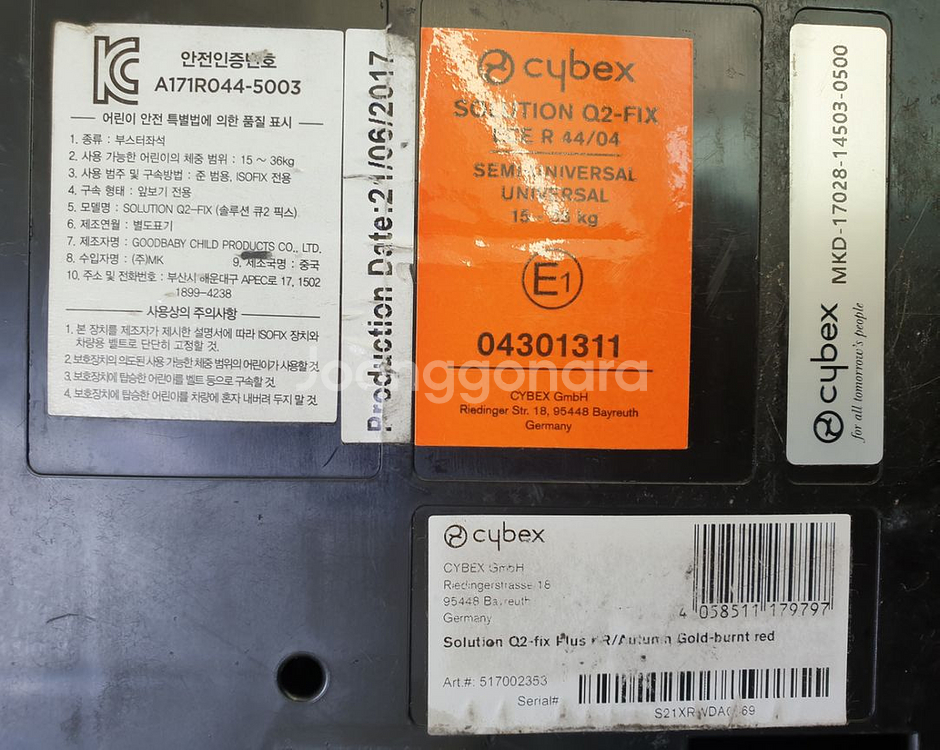 안전인증번호
A171R044-5003
어린이 안전 특별법에 의한 품질 표시
1. 종류 : 부스터좌석
2. 사용 가능한 어린이의 체중 범위 : 15 ~ 36kg
3. 사용 범주 및 구속방법 : 준 범용, ISOFIX 전용
4. 구속 형태 : 앞보기 전용
5. 모델명 : SOLUTION Q2-FIX (솔루션 큐2 픽스)
6. 제조연월 : 별도표기
7. 제조자명 : GOODBABY CHILD PRODUCTS CO., LTD.
8. 수입자명 : (주)MK 9. 제조국명 : 중국
10. 주소 및 전화번호 : 부산시 해운대구 APEC로 17, 1502
1899-4238
사용상의 주의사항
1. 본 장치를 제조자가 제시한 설명서에 따라 ISOFIX 장치와
차량용 벨트로 단단히 고정할 것.
2. 보호장치의 의도된 사용 가능한 체중 범위의 어린이가 사용할 것.
3. 보호장치에 탑승한 어린이를 벨트 등으로 구속할 것.
4. 보호장치에 탑승한 어린이를 차량에 혼자 내버려 두지 말 것.
Production Date:21/06/2017
cybex
SOLUTION Q2-FIX
R 44/04
SEMI UNIVERSAL
UNIVERSAL
15 kg
E1
04301311
CYBEX GmbH
Riedinger Str. 18, 95448 Bayreuth
Germany
cybex
for all tomorrow's people
MKD-17028-14503-0500
Joonggonara
cybex
CYBEX GmbH
Riedingerstrasse 18
95448 Bayreuth
Germany
4 058511 179797
Solution Q2-fix Plus Gold-burnt red
Art.#: 517002353
Serial#